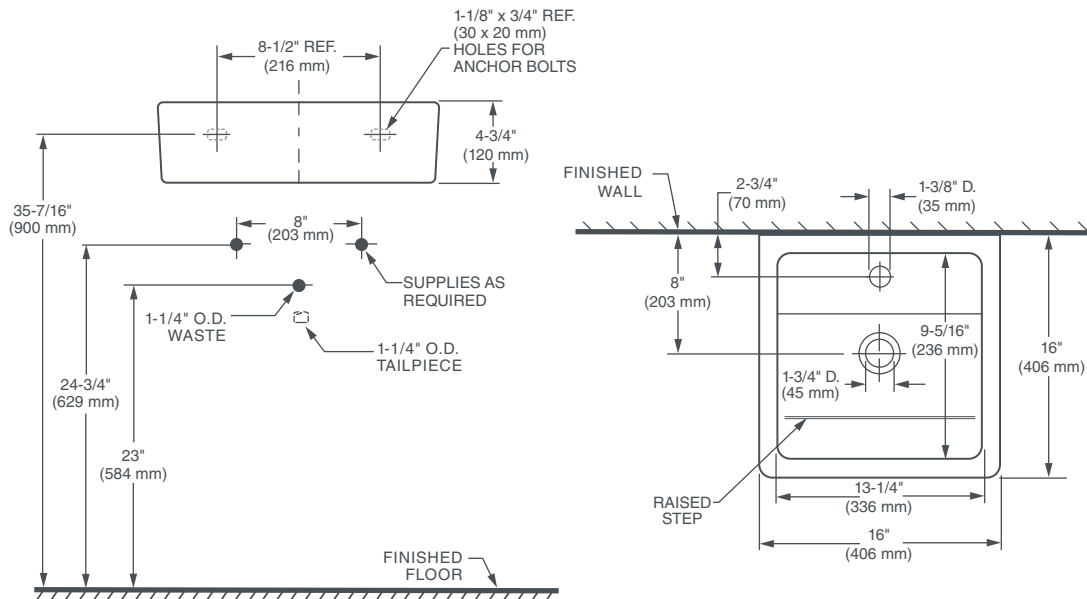 1-1/8" x 3/4" REF.
(30 x 20 mm)
HOLES FOR
ANCHOR BOLTS
8-1/2" REF.
(216 mm)
4-3/4"
(120 mm)
35-7/16"
(900 mm)
8"
(203 mm)
SUPPLIES AS
REQUIRED
1-1/4" O.D.
WASTE
1-1/4" O.D.
TAILPIECE
24-3/4"
(629 mm)
23"
(584 mm)
FINISHED
FLOOR
FINISHED
WALL
2-3/4"
(70 mm)
1-3/8" D.
(35 mm)
8"
(203 mm)
9-5/16"
(236 mm)
16"
(406 mm)
1-3/4" D.
(45 mm)
RAISED
STEP
13-1/4"
(336 mm)
16"
(406 mm)